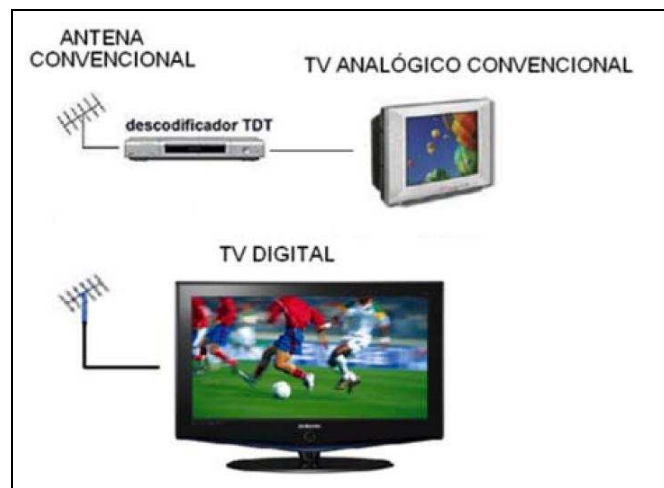 ANTENA
CONVENCIONAL
TV ANALÓGICO CONVENCIONAL
descodificador TDT
TV DIGITAL